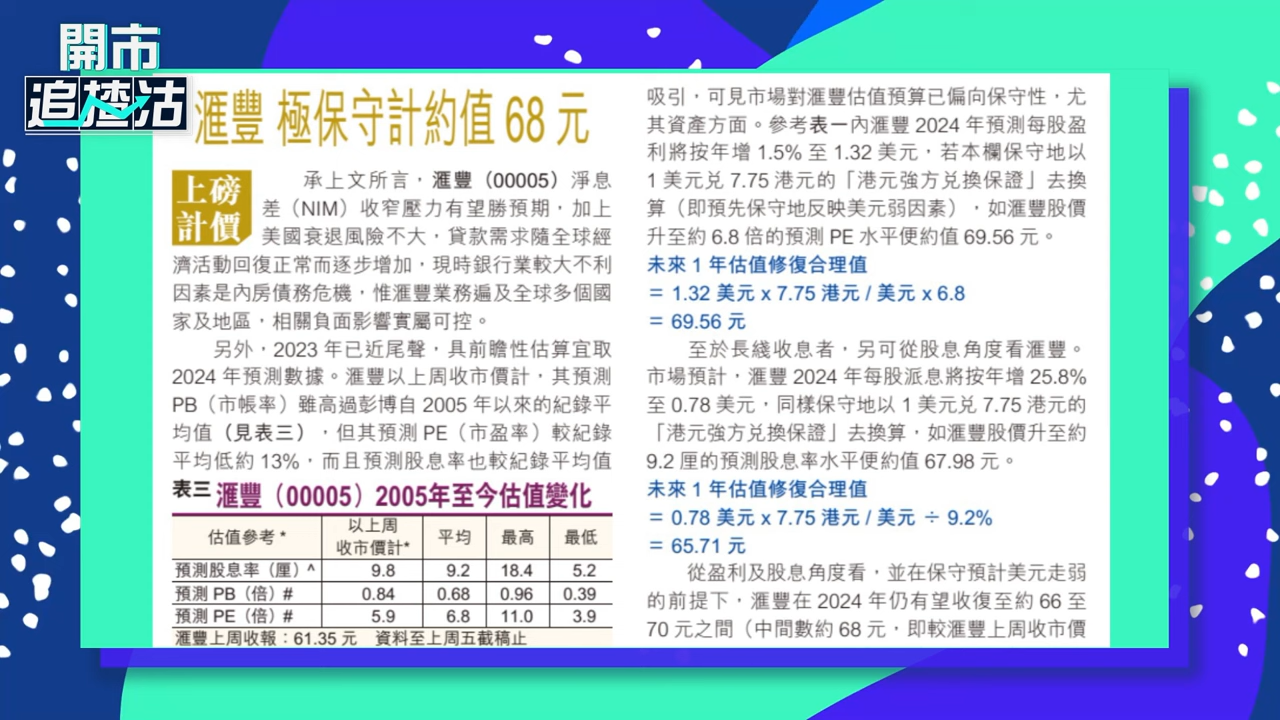 開市
追揸沽
滙豐 極保守計約值 68 元
上磅
計價
承上文所言，滙豐（00005）淨息
差（NIM）收窄壓力有望勝預期，加上
美國衰退風險不大，貸款需求隨全球經
濟活動回復正常而逐步增加，現時銀行業較大不利
因素是內房債務危機，惟滙豐業務遍及全球多個國
家及地區，相關負面影響實屬可控。
另外，2023 年已近尾聲，具前瞻性估算宜取
2024 年預測數據。滙豐以上周收市價計，其預測
PB（市帳率）雖高過彭博自 2005 年以來的紀錄平
均值（見表三），但其預測 PE（市盈率）較紀錄
平均低約 13%，而且預測股息率也較紀錄平均值
表三 滙豐（00005）2005年至今估值變化
估值參考 * 以上周 平均 最高 最低
收市價計*
預測股息率（厘）^ 9.8 9.2 18.4 5.2
預測 PB（倍）# 0.84 0.68 0.96 0.39
預測 PE（倍）# 5.9 6.8 11.0 3.9
滙豐上周收報：61.35 元 資料至上周五截稿止
吸引，可見市場對滙豐估值預算已偏向保守性，尤
其資產方面。參考表一內滙豐 2024 年預測每股盈
利將按年增 1.5% 至 1.32 美元，若本欄保守地以
1 美元兌 7.75 港元的「港元強方兌換保證」去換
算（即預先保守地反映美元弱因素），如滙豐股價
升至約 6.8 倍的預測 PE 水平便約值 69.56 元。
未來 1 年估值修復合理值
= 1.32 美元 x 7.75 港元 / 美元 x 6.8
= 69.56 元
至於長綫收息者，另可從股息角度看滙豐。
市場預計，滙豐 2024 年每股派息將按年增 25.8%
至 0.78 美元，同樣保守地以 1 美元兌 7.75 港元的
「港元強方兌換保證」去換算，如滙豐股價升至約
9.2 厘的預測股息率水平便約值 67.98 元。
未來 1 年估值修復合理值
= 0.78 美元 x 7.75 港元 / 美元 ÷ 9.2%
= 65.71 元
從盈利及股息角度看，並在保守預計美元走弱
的前提下，滙豐在 2024 年仍有望收復至約 66 至
70 元之間（中間數約 68 元，即較滙豐上周收市價